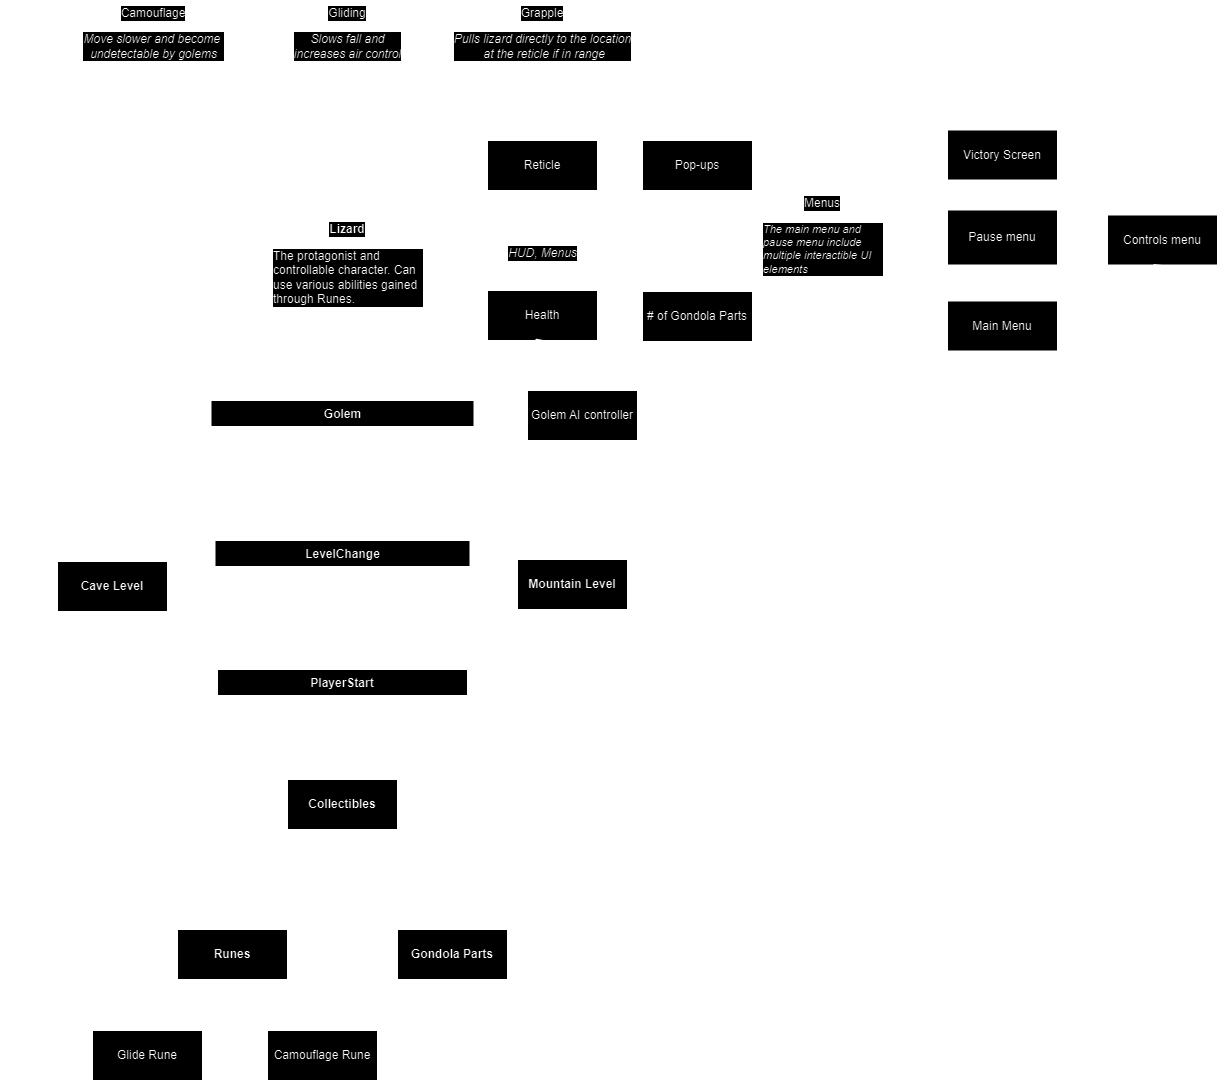 Camouflage
Move slower and become
undetectable by golems
Gliding
Slows fall and
increases air control
Grapple
Pulls lizard directly to the location
at the reticle if in range
Reticle
Pop-ups
Victory Screen
Menus
The main menu and
pause menu include
multiple interactible UI
elements
Pause menu
Controls menu
Lizard
The protagonist and
controllable character. Can
use various abilities gained
through Runes.
HUD, Menus
Health
# of Gondola Parts
Main Menu
Golem
Golem AI controller
LevelChange
Cave Level
Mountain Level
PlayerStart
Collectibles
Runes
Gondola Parts
Glide Rune
Camouflage Rune